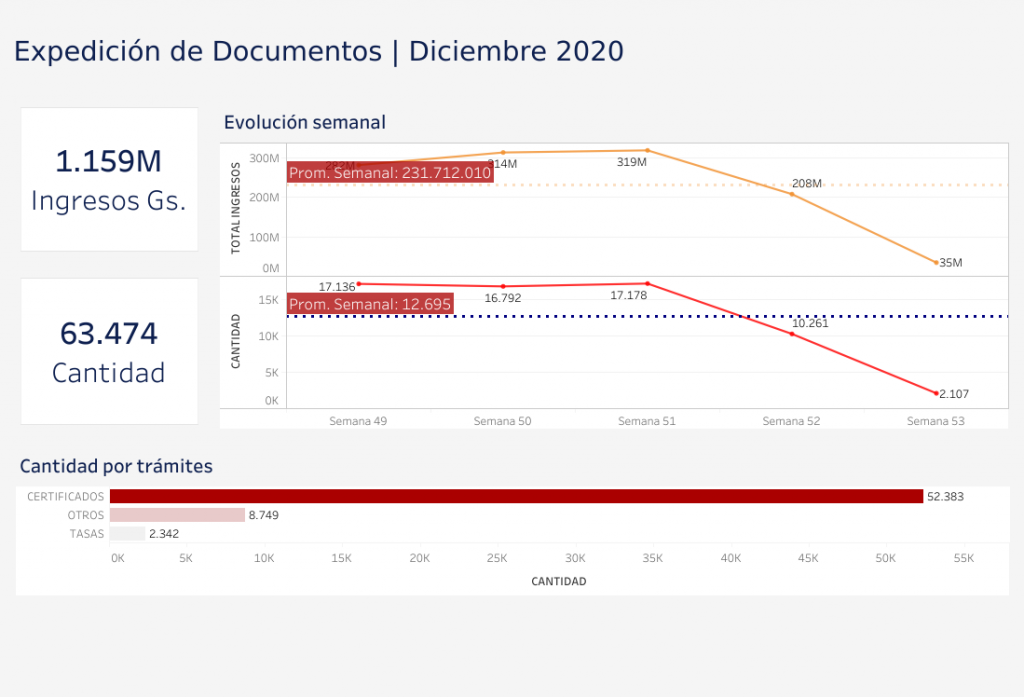 Expedición de Documentos | Diciembre 2020
1.159M
Ingresos Gs.
63.474
Cantidad
Evolución semanal
TOTAL INGRESOS
300M
200M
100M
0M
314M
319M
208M
35M
Prom. Semanal: 231.712.010
CANTIDAD
15K
10K
5K
0K
17.136
16.792
17.178
10.261
2.107
Prom. Semanal: 12.695
Semana 49 Semana 50 Semana 51 Semana 52 Semana 53
Cantidad por trámites
CERTIFICADOS 52.383
OTROS 8.749
TASAS 2.342
0K 5K 10K 15K 20K 25K 30K 35K 40K 45K 50K 55K
CANTIDAD